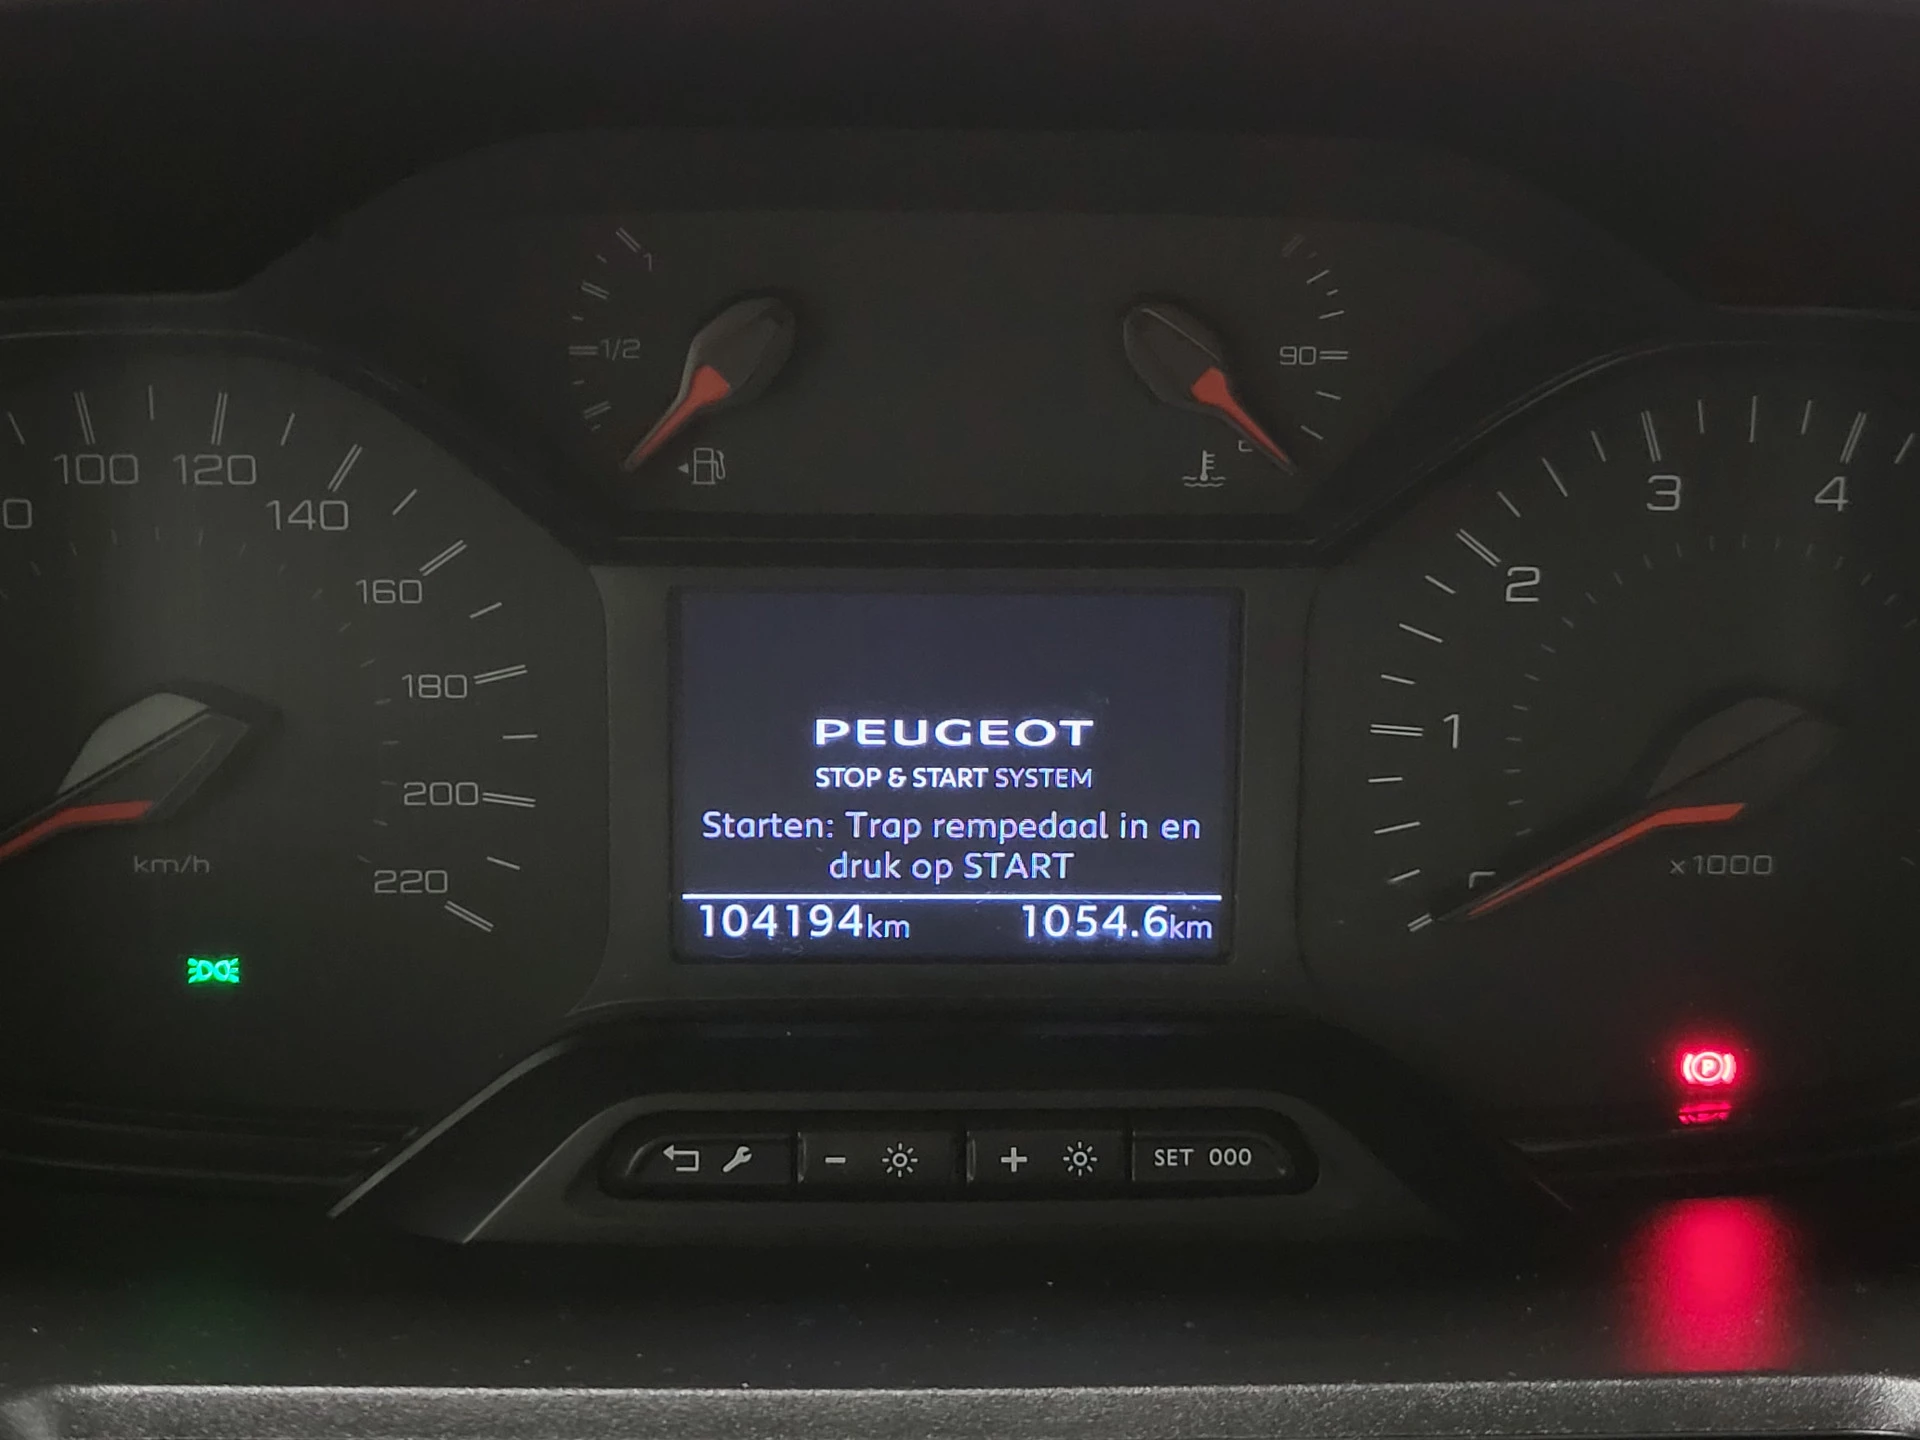 1
1/2
90
100 120
140
160
180
200
220
km/h
3 4
2
1
x1000
PEUGEOT
STOP & START SYSTEM
Starten: Trap rempedaal in en
druk op START
104194km 1054.6km
P
- + SET 000